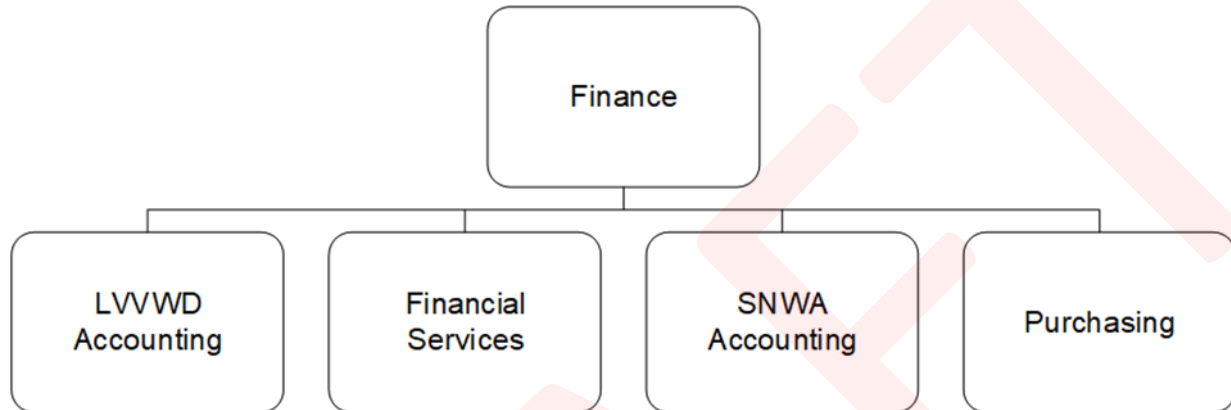 Finance
LVVWD
Accounting
Financial
Services
SNWA
Accounting
Purchasing